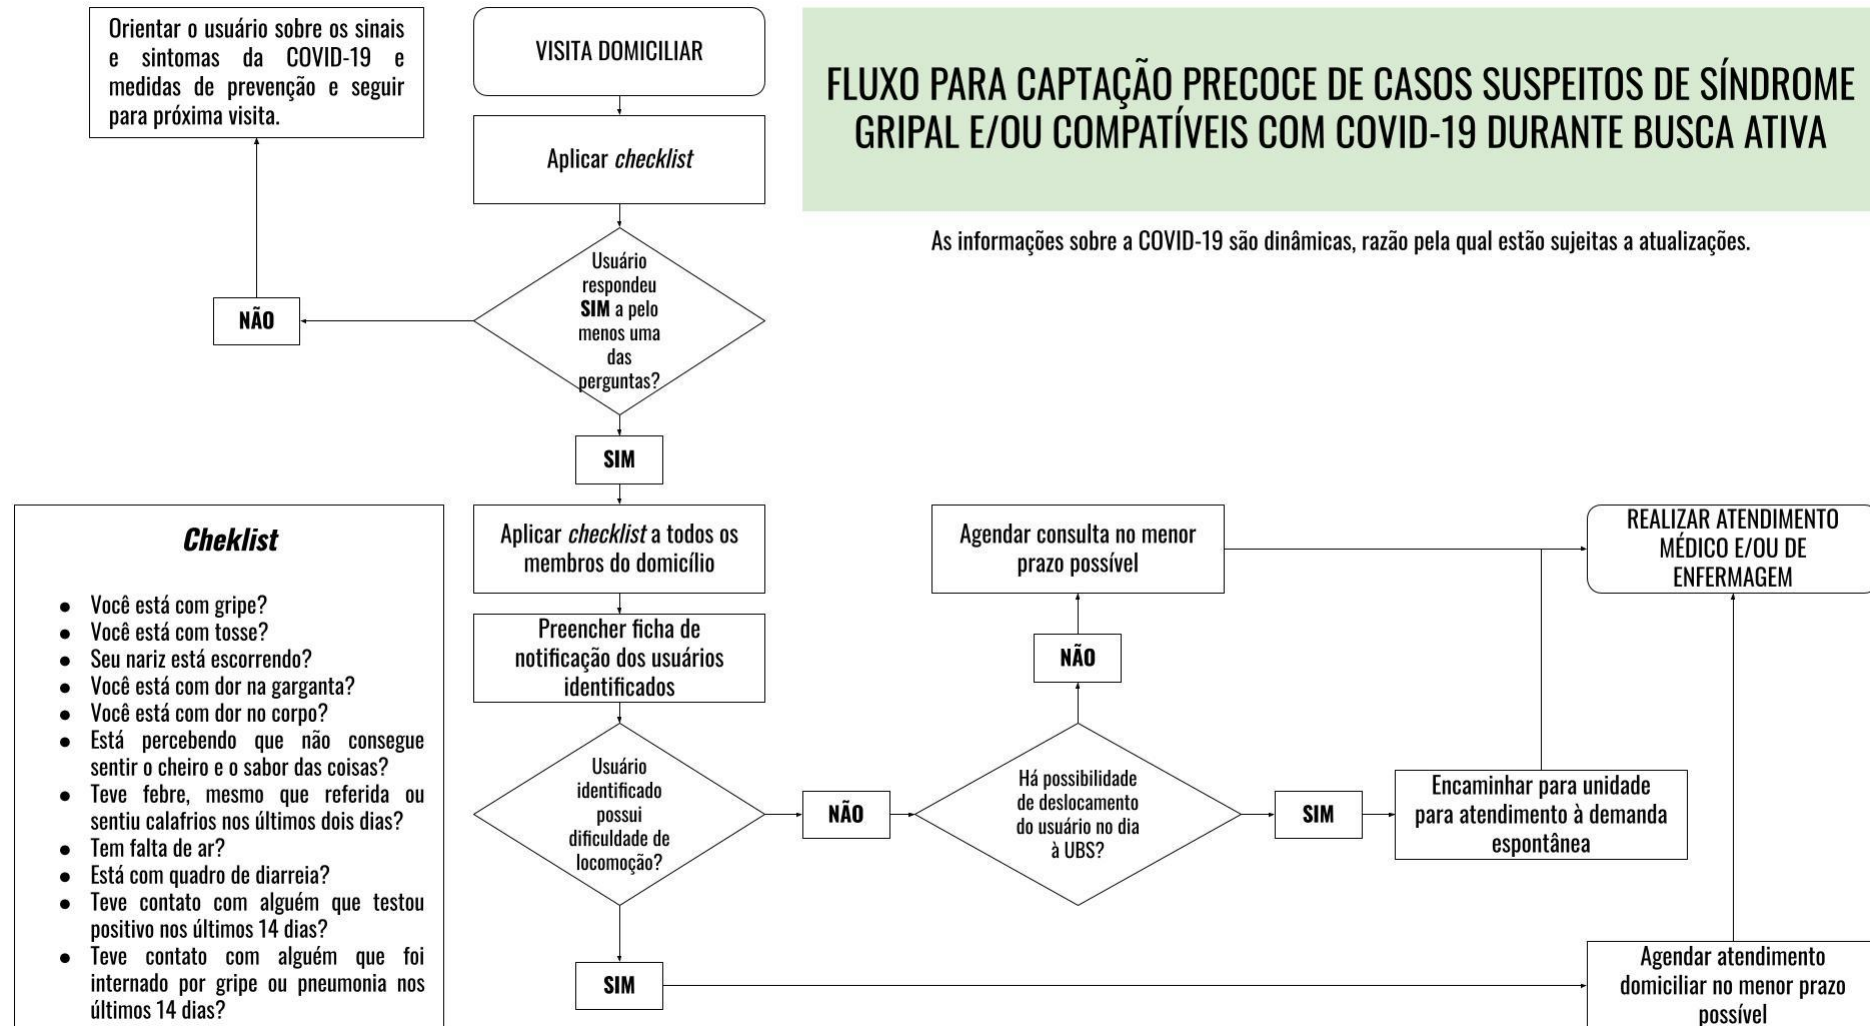 Orientar o usuário sobre os sinais
e sintomas da COVID-19 e
medidas de prevenção e seguir
para próxima visita.
VISITA DOMICILIAR
FLUXO PARA CAPTAÇÃO PRECOCE DE CASOS SUSPEITOS DE SÍNDROME
GRIPAL E/OU COMPATÍVEIS COM COVID-19 DURANTE BUSCA ATIVA
As informações sobre a COVID-19 são dinâmicas, razão pela qual estão sujeitas a atualizações.
Aplicar checklist
Usuário
respondeu
SIM a pelo
menos uma
das
perguntas?
NÃO
SIM
Cheklist
● Você está com gripe?
● Você está com tosse?
● Seu nariz está escorrendo?
● Você está com dor na garganta?
● Você está com dor no corpo?
● Está percebendo que não consegue
sentir o cheiro e o sabor das coisas?
● Teve febre, mesmo que referida ou
sentiu calafrios nos últimos dois dias?
● Tem falta de ar?
● Está com quadro de diarreia?
● Teve contato com alguém que testou
positivo nos últimos 14 dias?
● Teve contato com alguém que foi
internado por gripe ou pneumonia nos
últimos 14 dias?
Aplicar checklist a todos os
membros do domicílio
Preencher ficha de
notificação dos usuários
identificados
Usuário
identificado
possui
dificuldade de
locomoção?
NÃO
Há possibilidade
de deslocamento
do usuário no dia
à UBS?
NÃO
Agendar consulta no menor
prazo possível
SIM
Encaminhar para unidade
para atendimento à demanda
espontânea
REALIZAR ATENDIMENTO
MÉDICO E/OU DE
ENFERMAGEM
SIM
Agendar atendimento
domiciliar no menor prazo
possível